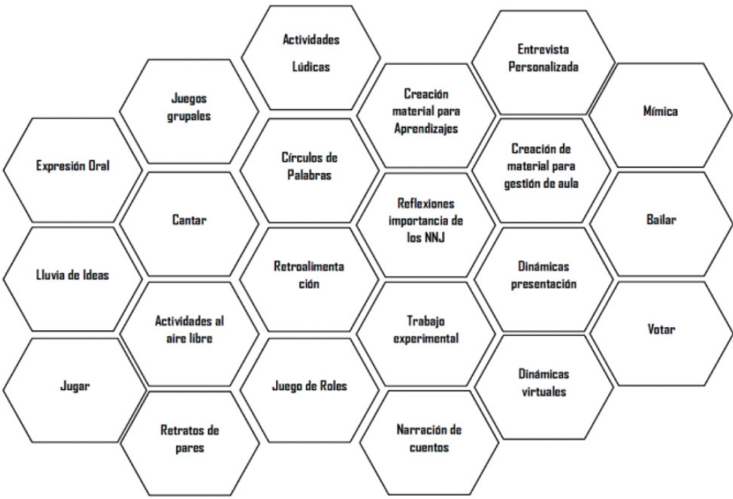 Actividades
Lúdicas
Entrevista
Personalizada
Juegos
grupales
Creación
material para
Aprendizajes
Mímica
Expresión Oral
Círculos de
Palabras
Creación de
material para
gestión de aula
Cantar
Reflexiones
importancia de
los NNJ
Bailar
Lluvia de Ideas
Retroalimenta
ción
Dinámicas
presentación
Actividades al
aire libre
Trabajo
experimental
Votar
Jugar
Juego de Roles
Dinámicas
virtuales
Retratos de
pares
Narración de
cuentos